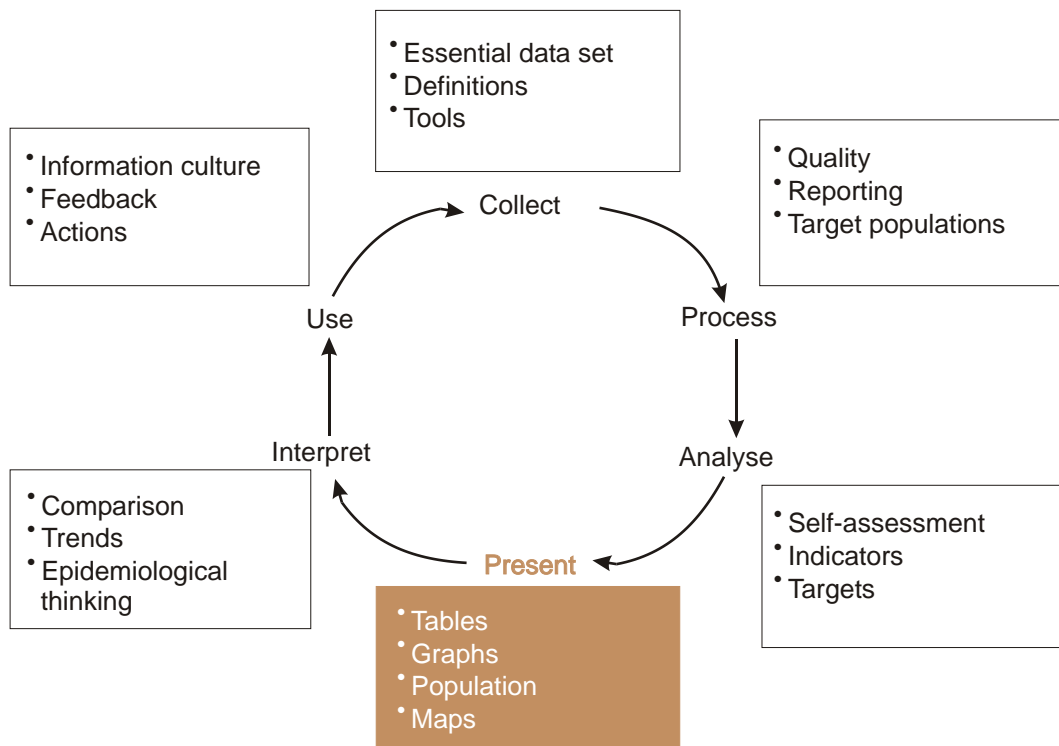 • Essential data set
• Definitions
• Tools
Collect
• Quality
• Reporting
• Target populations
Process
Analyse
• Self-assessment
• Indicators
• Targets
Present
• Tables
• Graphs
• Population
• Maps
Interpret
• Comparison
• Trends
• Epidemiological
thinking
Use
• Information culture
• Feedback
• Actions